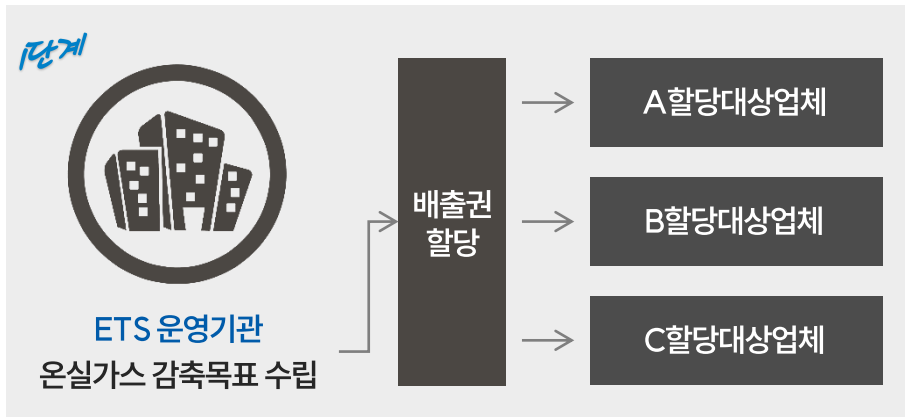 1단계
ETS 운영기관
온실가스 감축목표 수립
배출권
할당
A할당대상업체
B할당대상업체
C할당대상업체